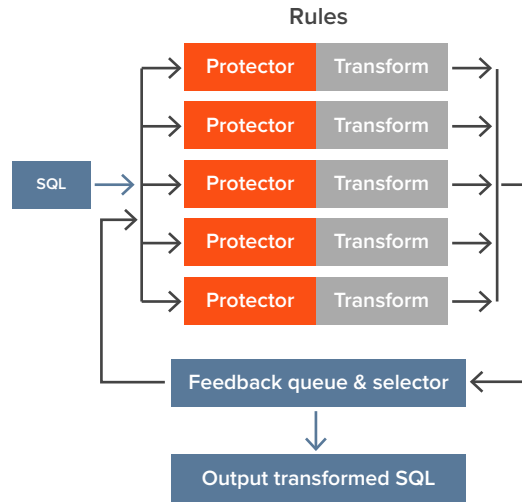 Rules
Protector Transform
Protector Transform
SQL
Protector Transform
Protector Transform
Protector Transform
Feedback queue & selector
Output transformed SQL